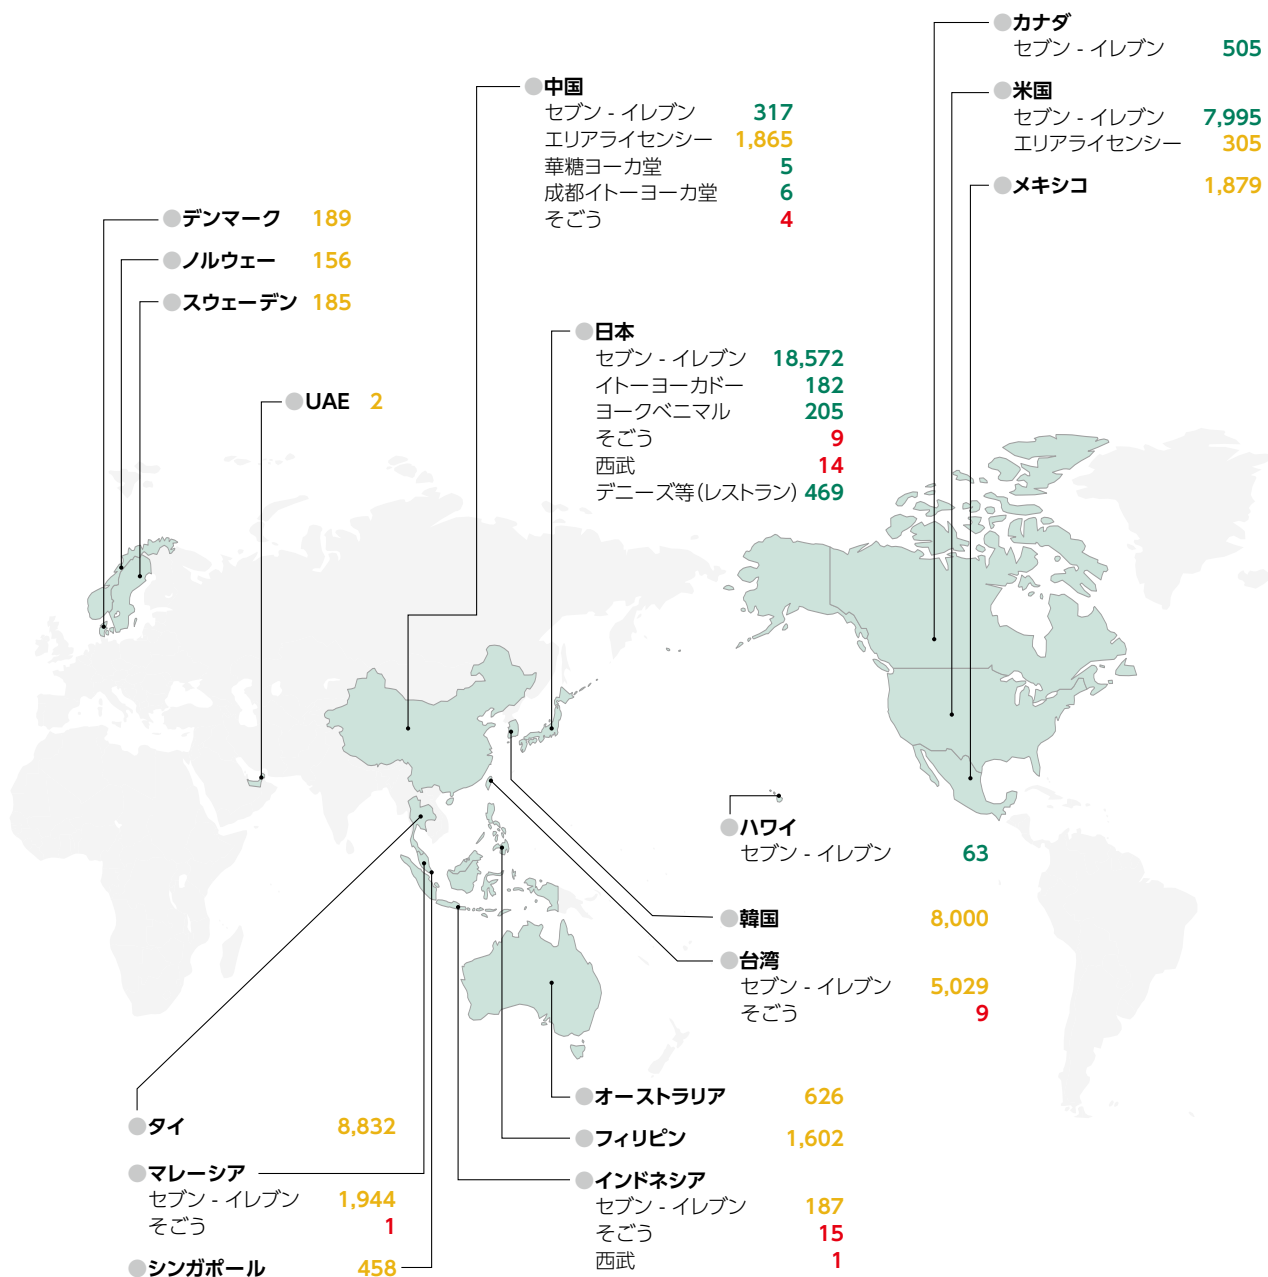 カナダ
セブン - イレブン 505
米国
セブン - イレブン 7,995
エリアライセンシー 305
メキシコ 1,879
中国
セブン - イレブン 317
エリアライセンシー 1,865
華糖ヨーカ堂 5
成都イトーヨーカ堂 6
そごう 4
デンマーク 189
ノルウェー 156
スウェーデン 185
UAE 2
日本
セブン - イレブン 18,572
イトーヨーカドー 182
ヨークベニマル 205
そごう 9
西武 14
デニーズ等(レストラン) 469
ハワイ
セブン - イレブン 63
韓国 8,000
台湾
セブン - イレブン 5,029
そごう 9
タイ 8,832
マレーシア
セブン - イレブン 1,944
そごう 1
シンガポール 458
オーストラリア 626
フィリピン 1,602
インドネシア
セブン - イレブン 187
そごう 15
西武 1